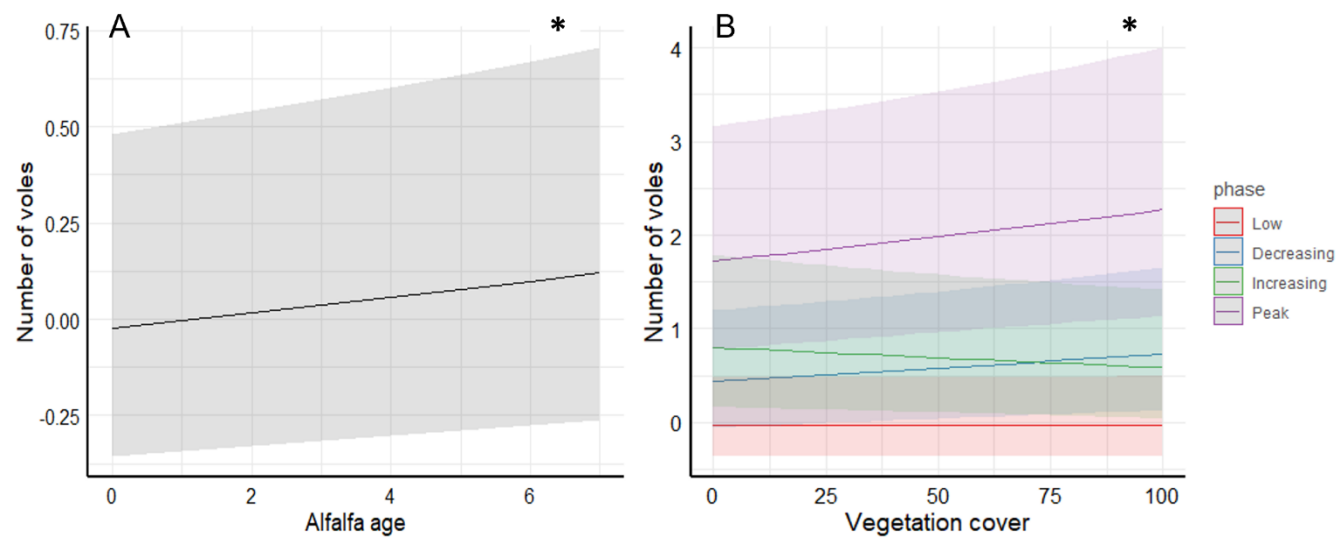 A
*
0.75
0.50
0.25
0.00
-0.25
Number of voles
0 2 4 6
Alfalfa age
B
*
4
3
2
1
0
Number of voles
0 25 50 75 100
Vegetation cover
phase
Low
Decreasing
Increasing
Peak